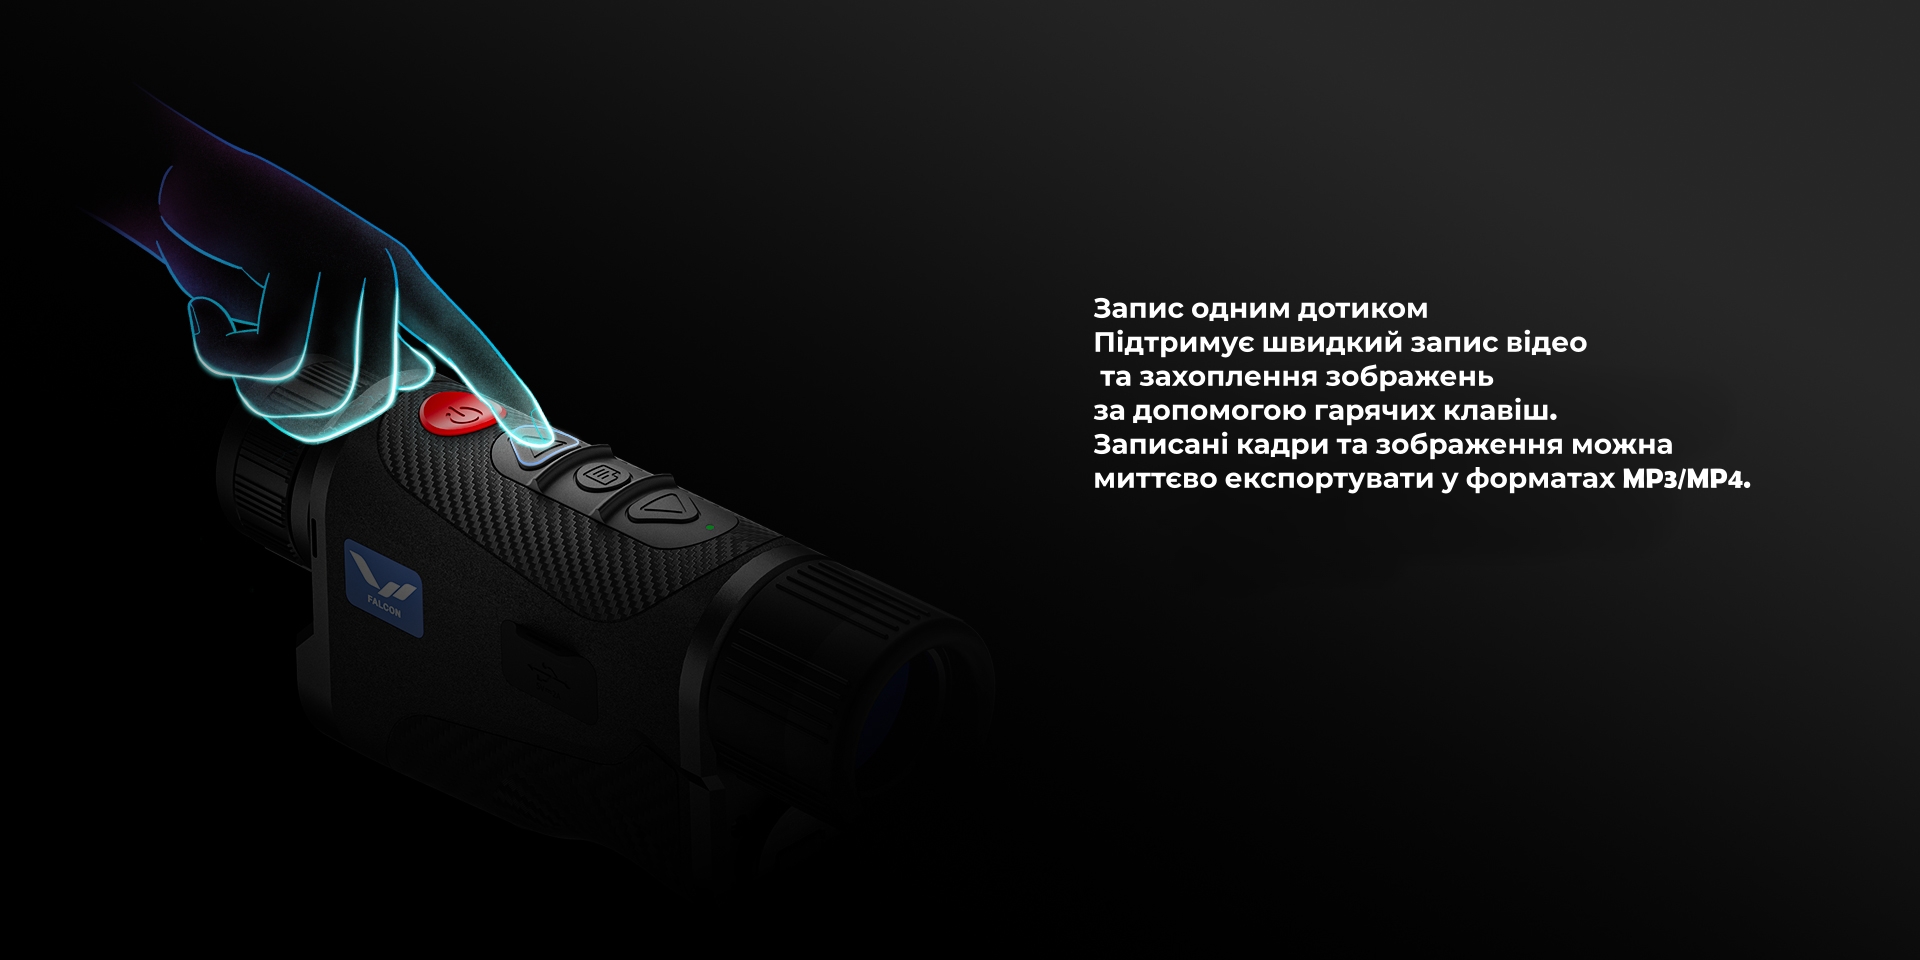 Запис одним дотиком
Підтримує швидкий запис відео
та захоплення зображень
за допомогою гарячих клавіш.
Записані кадри та зображення можна
миттєво експортувати у форматах MP3/MP4.
FALCON